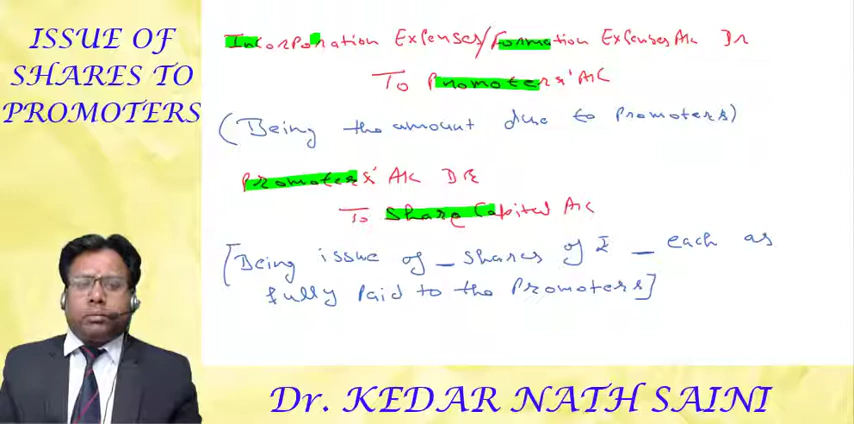 ISSUE OF
SHARES TO
PROMOTERS
Incorporation Expenses/Formation Expenses A/c Dr
To Promoters' A/c
(Being the amount due to Promoters)
Promoters' A/c Dr
To Share Capital A/c
[Being issue of _ shares of ₹ _ each as
fully paid to the Promoters]
Dr. KEDAR NATH SAINI